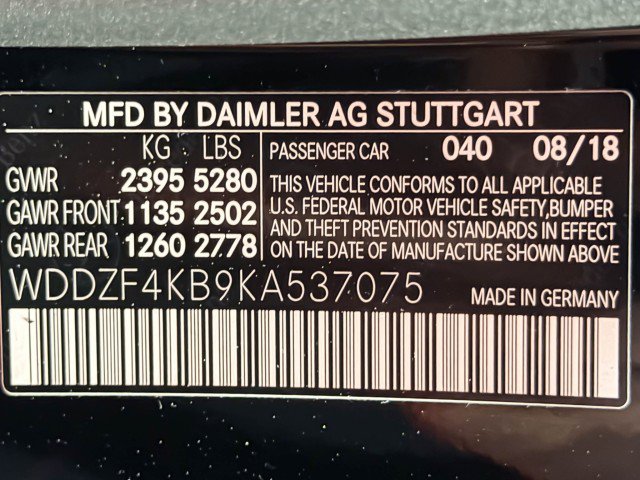 MFD BY DAIMLER AG STUTTGART
KG LBS
GVWR 2395 5280
GAWR FRONT 1135 2502
GAWR REAR 1260 2778
PASSENGER CAR 040 08/18
THIS VEHICLE CONFORMS TO ALL APPLICABLE
U.S. FEDERAL MOTOR VEHICLE SAFETY,BUMPER
AND THEFT PREVENTION STANDARDS IN EFFECT
ON THE DATE OF MANUFACTURE SHOWN ABOVE
WDDZF4KB9KA537075
MADE IN GERMANY